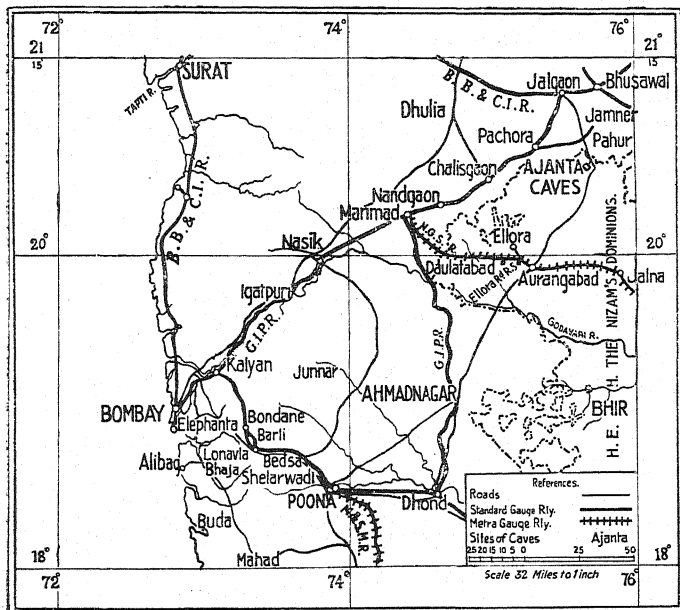 72° 74° 76°
21° 15
21° 15
SURAT
TAPTI R.
B. B. & C. I. R.
Jalgaon
Bhusawal
Dhulia
Jamner
Pachora
Pahur
Chalisgaon
AJANTA
CAVES
B. B. & C. I. R.
Nandgaon
Manmad
20°
Nasik
N.G.S.R.
Ellora
20°
Daulatabad
Ellora Rd. R.S.
Aurangabad
Jalna
Igatpuri
G.I.P.R.
G.I.P.R.
GODAVARI R.
H. E. H. THE NIZAM'S DOMINIONS.
Kalyan
Junnar
AHMADNAGAR
BHIR
BOMBAY
Elephanta
Bondane
Barli
Alibag
Lonavla
Bhaja
Bedsa
Shelarwadi
POONA
Dhond
M.&S.M.R.
Buda
Mahad
References.
Roads
Standard Gauge Rly.
Metra Gauge Rly.
Sites of Caves Ajanta
25 20 15 10 5 0 25 50
Scale 32 Miles to 1 inch
18° 18°
72° 74° 76°